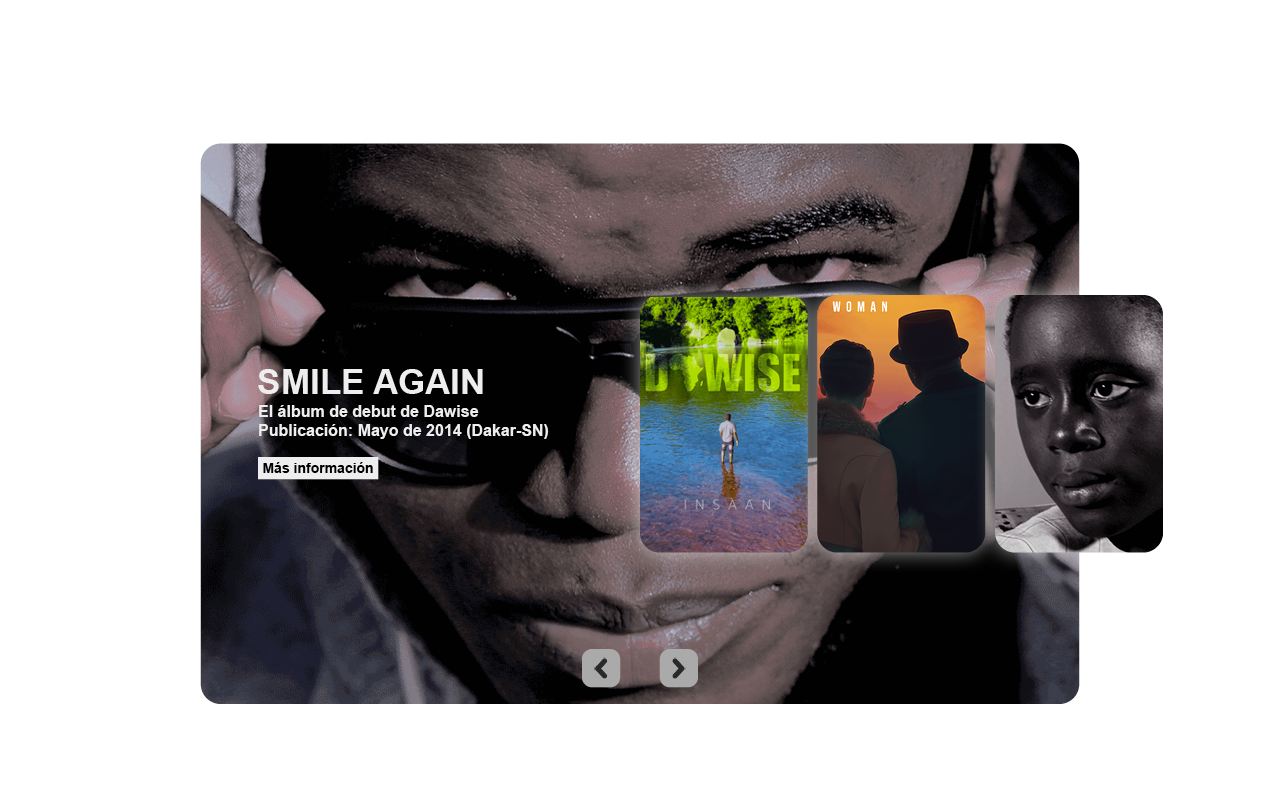 SMILE AGAIN
El álbum de debut de Dawise
Publicación: Mayo de 2014 (Dakar-SN)
Más información
D WISE
INSAAN
WOMAN